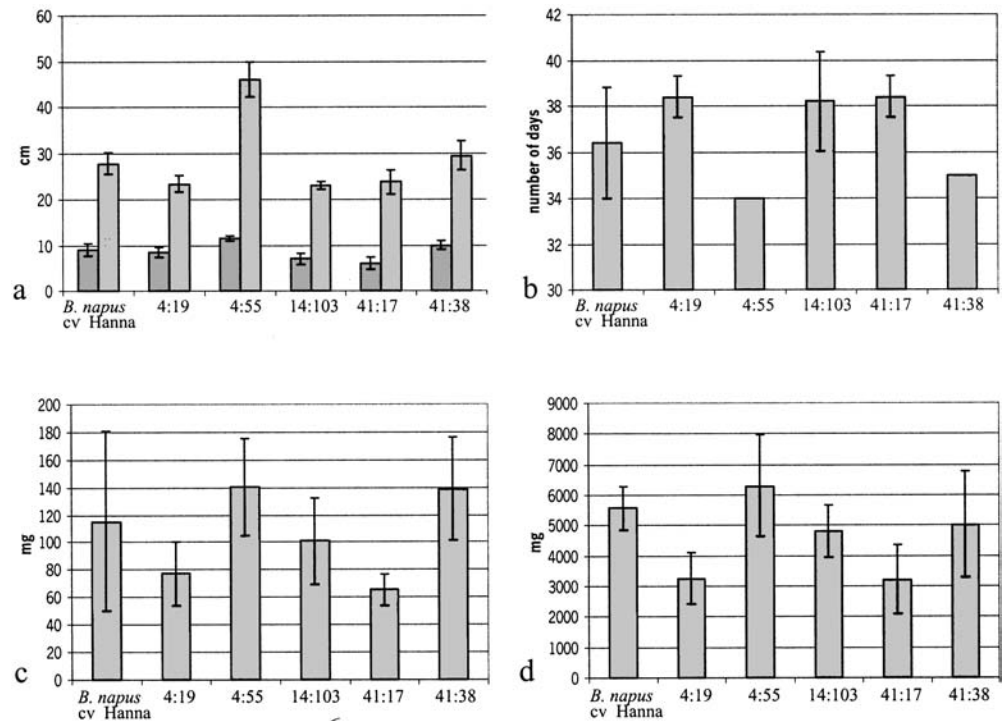 60
50
40
30
20
10
0
cm
a
B. napus 4:19 4:55 14:103 41:17 41:38
cv Hanna
42
40
38
36
34
32
30
number of days
b
B. napus 4:19 4:55 14:103 41:17 41:38
cv Hanna
200
180
160
140
120
100
80
60
40
20
0
mg
c
B. napus 4:19 4:55 14:103 41:17 41:38
cv Hanna
9000
8000
7000
6000
5000
4000
3000
2000
1000
0
mg
d
B. napus 4:19 4:55 14:103 41:17 41:38
cv Hanna